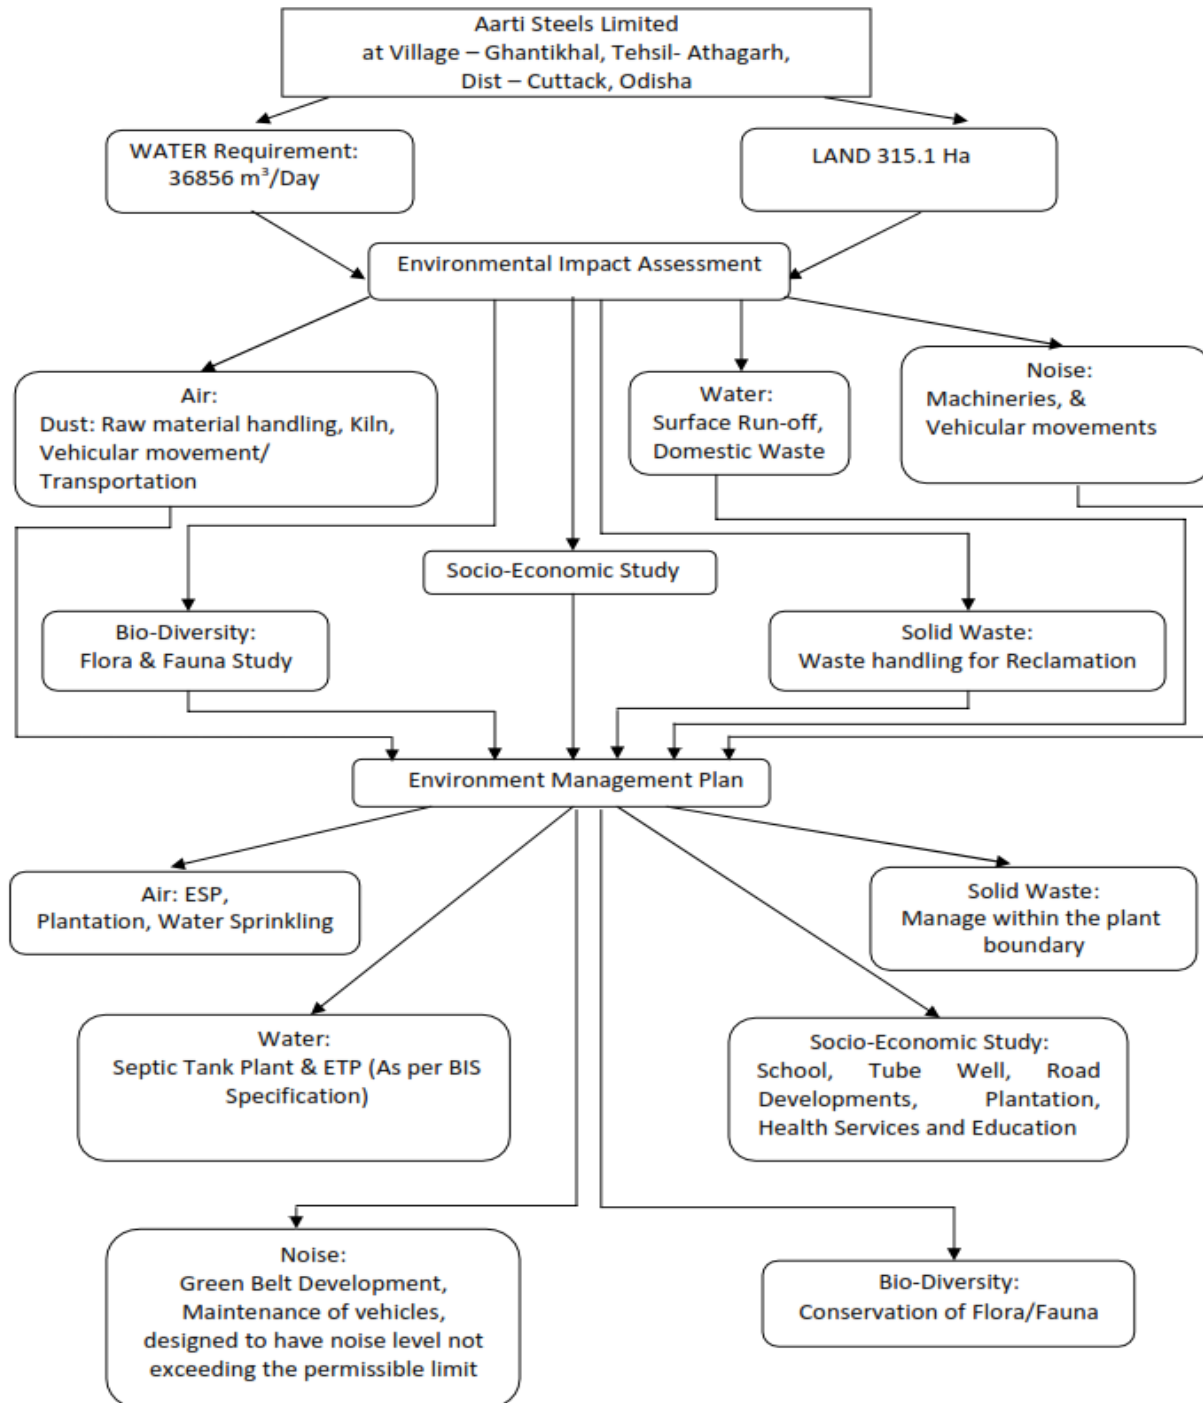 Aarti Steels Limited
at Village – Ghantikhal, Tehsil- Athagarh,
Dist – Cuttack, Odisha
WATER Requirement:
36856 m³/Day
LAND 315.1 Ha
Environmental Impact Assessment
Air:
Dust: Raw material handling, Kiln,
Vehicular movement/
Transportation
Water:
Surface Run-off,
Domestic Waste
Noise:
Machineries, &
Vehicular movements
Socio-Economic Study
Bio-Diversity:
Flora & Fauna Study
Solid Waste:
Waste handling for Reclamation
Environment Management Plan
Air: ESP,
Plantation, Water Sprinkling
Solid Waste:
Manage within the plant
boundary
Water:
Septic Tank Plant & ETP (As per BIS
Specification)
Socio-Economic Study:
School, Tube Well, Road
Developments, Plantation,
Health Services and Education
Noise:
Green Belt Development,
Maintenance of vehicles,
designed to have noise level not
exceeding the permissible limit
Bio-Diversity:
Conservation of Flora/Fauna